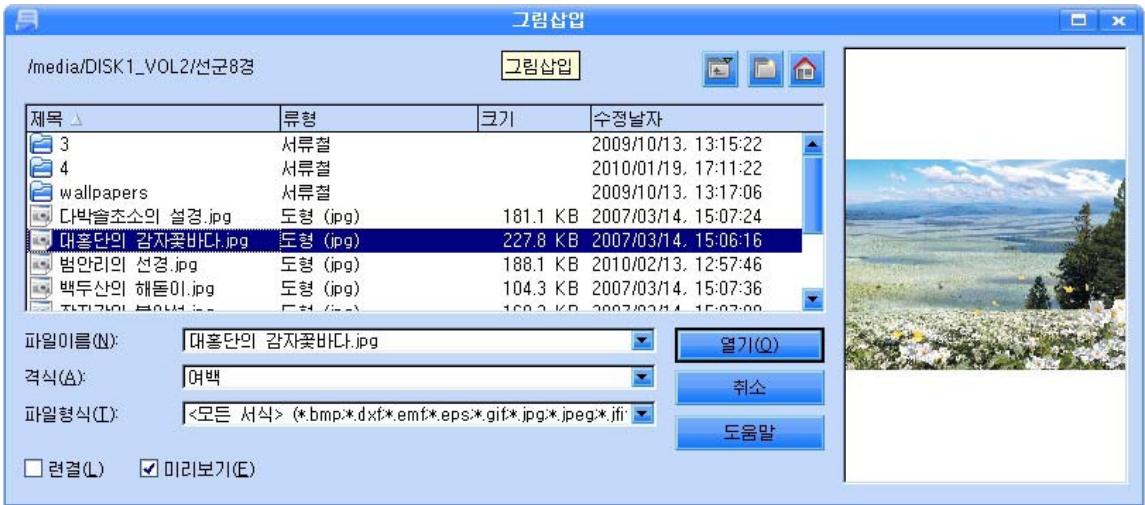 그림삽입
/media/DISK1_VOL2/선군8경
그림삽입
제목 류형 크기 수정날자
3 서류철 2009/10/13, 13:15:22
4 서류철 2010/01/19, 17:11:22
wallpapers 서류철 2009/10/13, 13:17:06
다박솔초소의 설경.jpg 도형 (jpg) 181.1 KB 2007/03/14, 15:07:24
대홍단의 감자꽃바다.jpg 도형 (jpg) 227.8 KB 2007/03/14, 15:06:16
범안리의 선경.jpg 도형 (jpg) 188.1 KB 2010/02/13, 12:57:46
백두산의 해돋이.jpg 도형 (jpg) 104.3 KB 2007/03/14, 15:07:36
파일이름(N): 대홍단의 감자꽃바다.jpg 열기(O)
격식(A): 여백 취소
파일형식(T): <모든 서식> (*.bmp;*.dxf;*.emf;*.eps;*.gif;*.jpg;*.jpeg;*.jfi
도움말
련결(L) 미리보기(E)